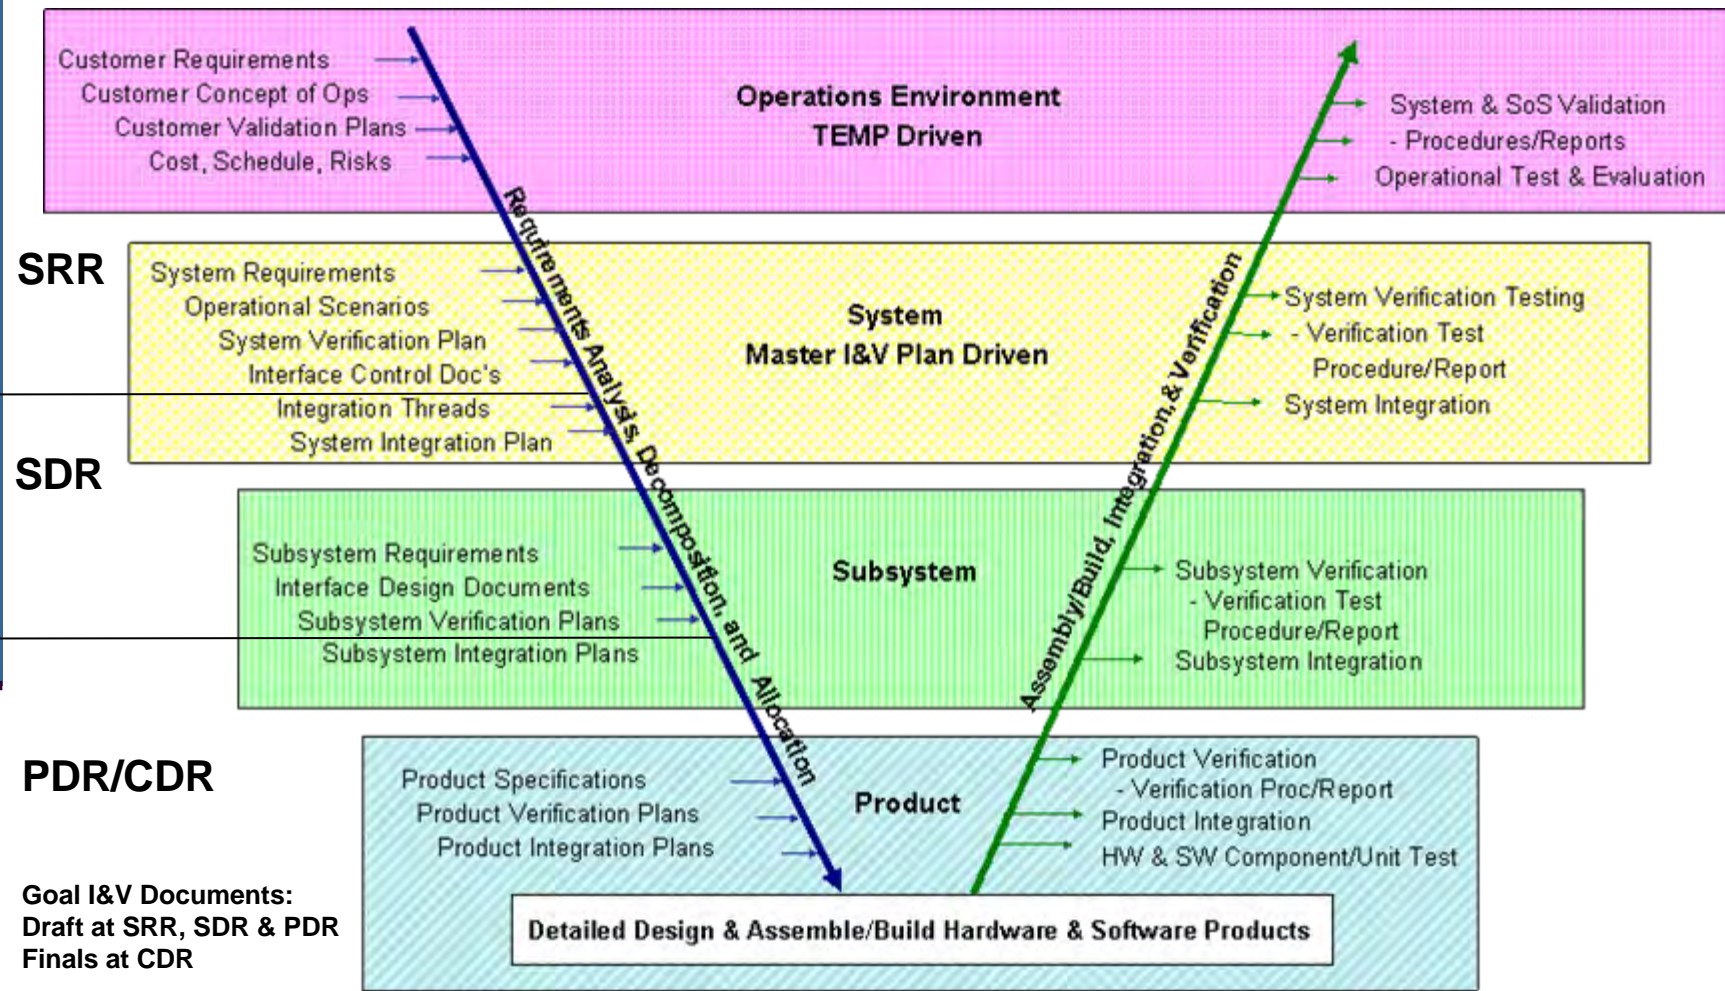 Customer Requirements
Customer Concept of Ops
Customer Validation Plans
Cost, Schedule, Risks
Operations Environment
TEMP Driven
System & SoS Validation
- Procedures/Reports
Operational Test & Evaluation
Requirements Analysis, Decomposition, and Allocation
Assembly/Build, Integration, & Verification
SRR
System Requirements
Operational Scenarios
System Verification Plan
Interface Control Doc's
Integration Threads
System Integration Plan
System
Master I&V Plan Driven
System Verification Testing
- Verification Test
Procedure/Report
System Integration
SDR
Subsystem Requirements
Interface Design Documents
Subsystem Verification Plans
Subsystem Integration Plans
Subsystem
Subsystem Verification
- Verification Test
Procedure/Report
Subsystem Integration
PDR/CDR
Product Specifications
Product Verification Plans
Product Integration Plans
Product
Product Verification
- Verification Proc/Report
Product Integration
HW & SW Component/Unit Test
Goal I&V Documents:
Draft at SRR, SDR & PDR
Finals at CDR
Detailed Design & Assemble/Build Hardware & Software Products